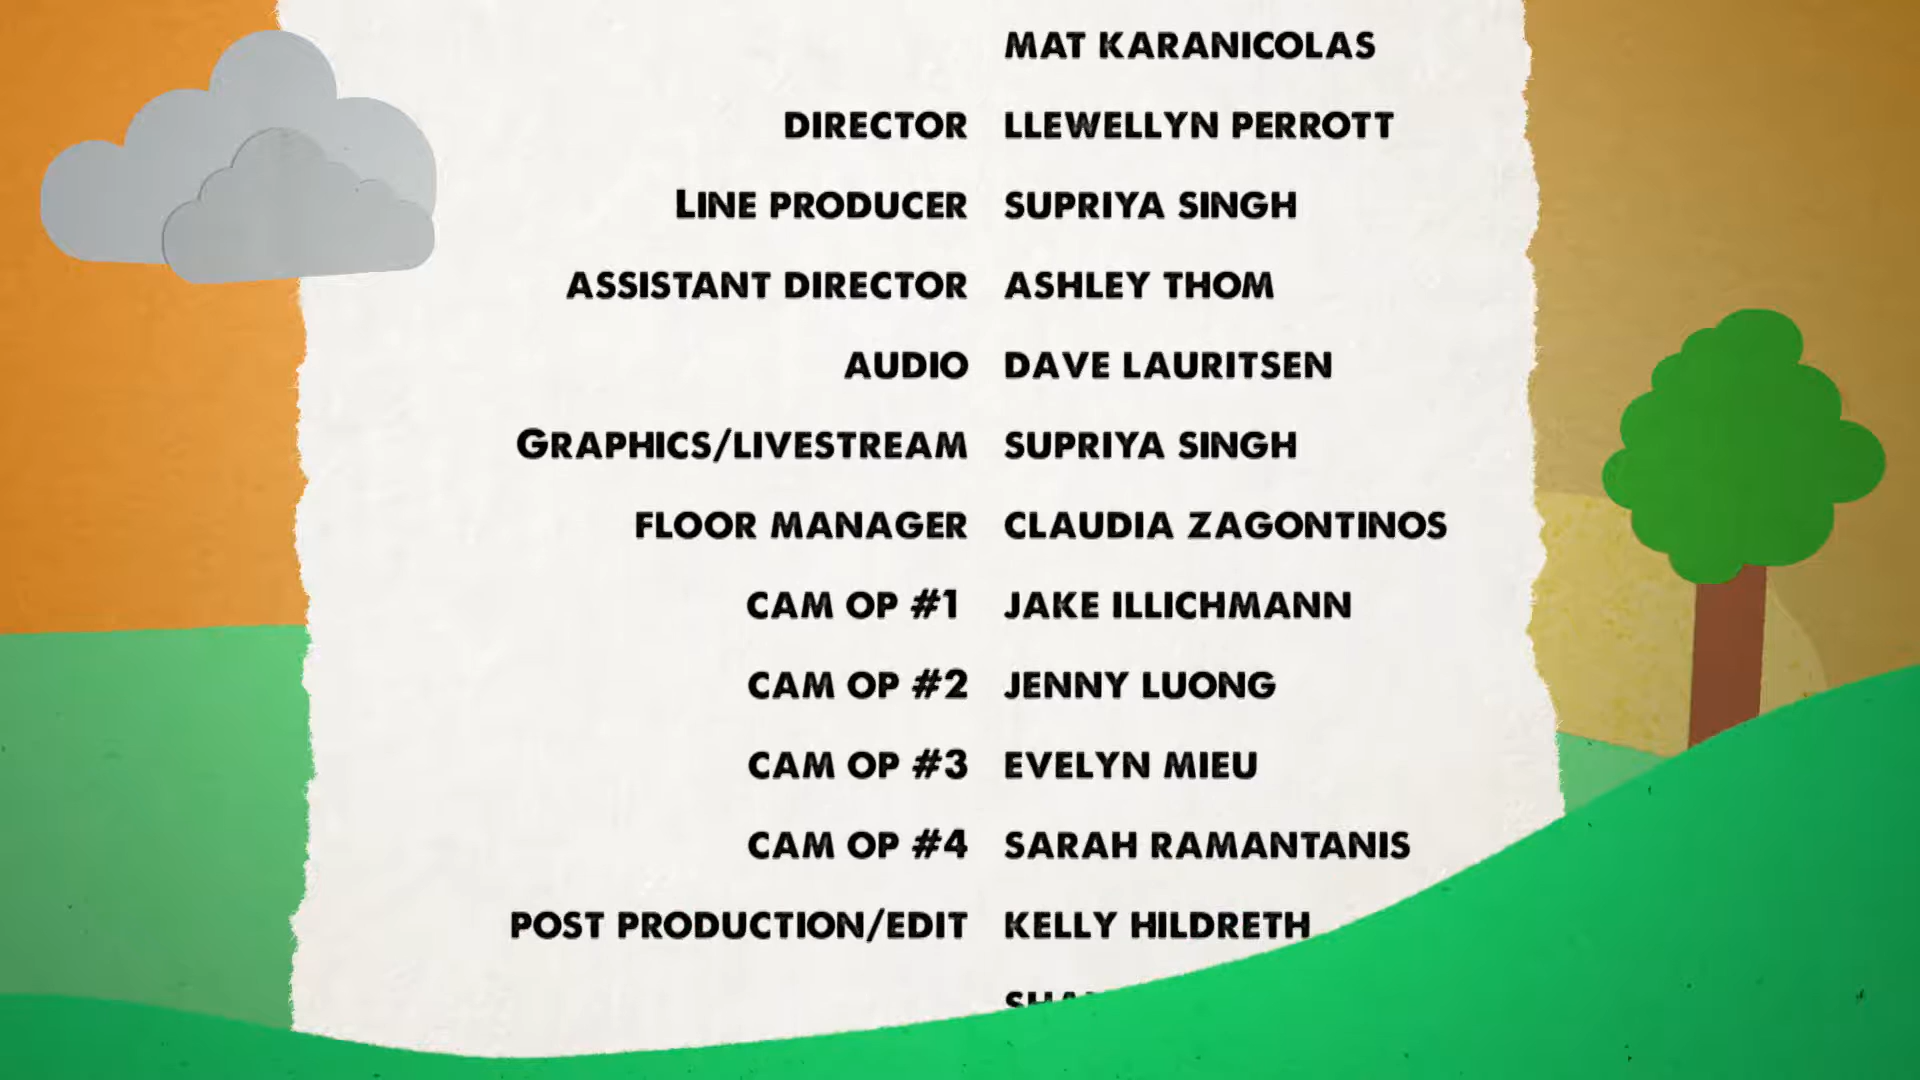 MAT KARANICOLAS
DIRECTOR LLEWELLYN PERROTT
LINE PRODUCER SUPRIYA SINGH
ASSISTANT DIRECTOR ASHLEY THOM
AUDIO DAVE LAURITSEN
GRAPHICS/LIVESTREAM SUPRIYA SINGH
FLOOR MANAGER CLAUDIA ZAGONTINOS
CAM OP #1 JAKE ILLICHMANN
CAM OP #2 JENNY LUONG
CAM OP #3 EVELYN MIEU
CAM OP #4 SARAH RAMANTANIS
POST PRODUCTION/EDIT KELLY HILDRETH